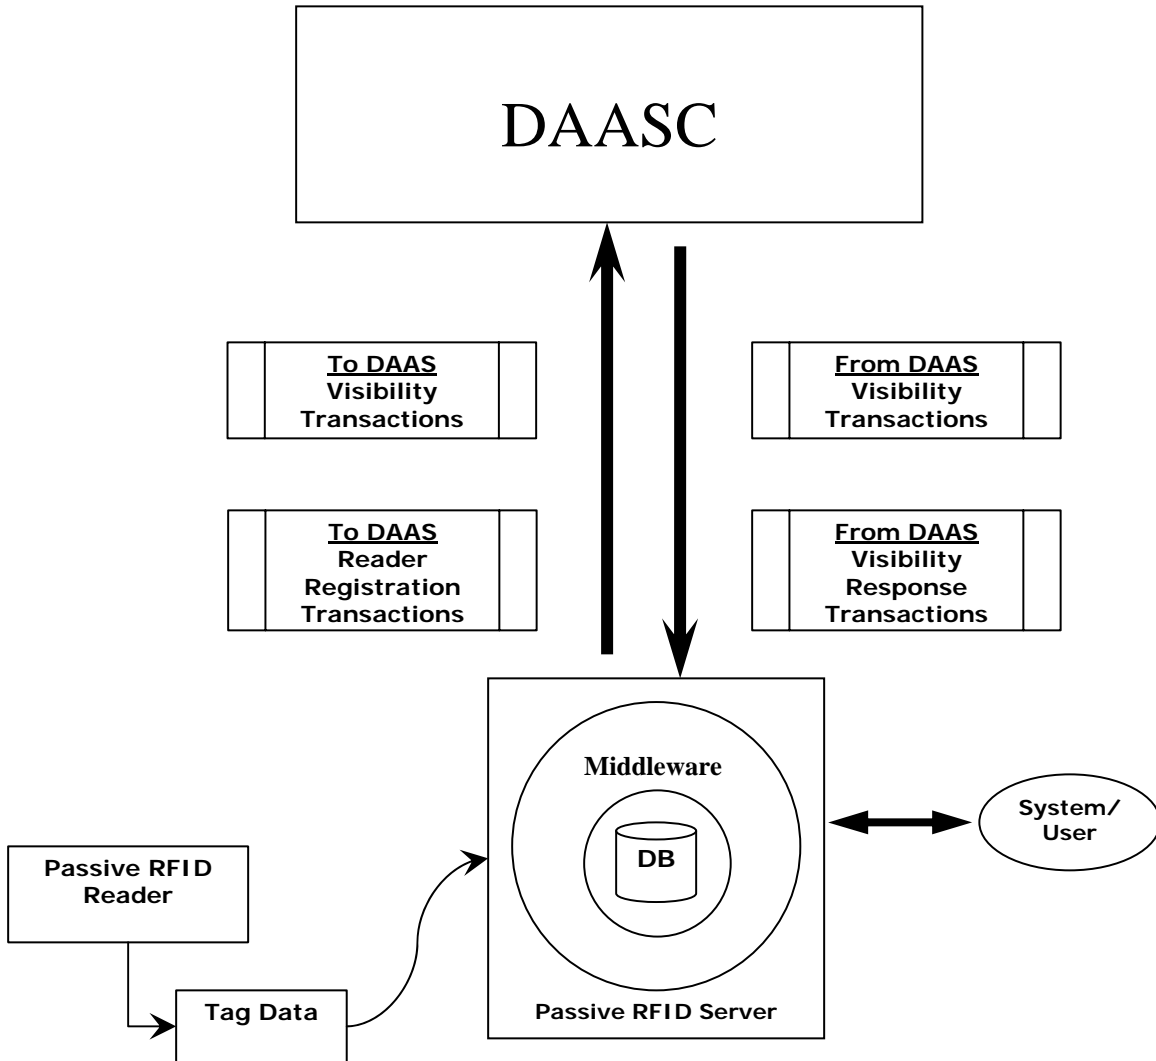 DAASC
To DAAS
Visibility
Transactions
From DAAS
Visibility
Transactions
To DAAS
Reader
Registration
Transactions
From DAAS
Visibility
Response
Transactions
Middleware
DB
System/
User
Passive RFID
Reader
Tag Data
Passive RFID Server